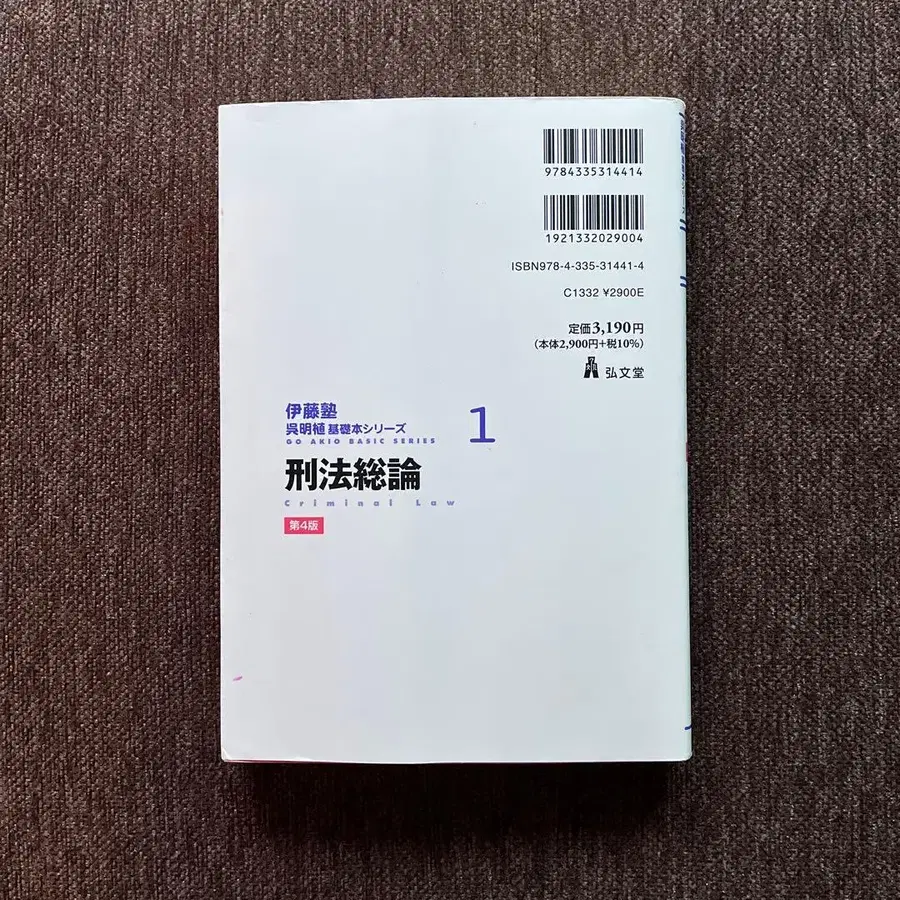 9784335314414
1921332029004
ISBN978-4-335-31441-4
C1332 ¥2900E
定価3,190円
(本体2,900円+税10%)
弘文堂
伊藤塾
呉明植 基礎本シリーズ 1
GO AKIO BASIC SERIES
刑法総論
Criminal Law
第4版